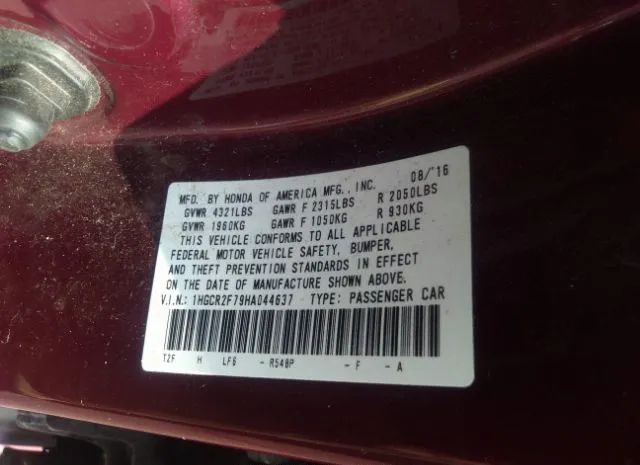 MFD. BY HONDA OF AMERICA MFG., INC. 08/'16
GVWR 4321LBS GAWR F 2315LBS R 2050LBS
GVWR 1960KG GAWR F 1050KG R 930KG
THIS VEHICLE CONFORMS TO ALL APPLICABLE
FEDERAL MOTOR VEHICLE SAFETY, BUMPER,
AND THEFT PREVENTION STANDARDS IN EFFECT
ON THE DATE OF MANUFACTURE SHOWN ABOVE.
V.I.N.: 1HGCR2F79HA044637 TYPE: PASSENGER CAR
T2F H LF6 - R548P - F - A